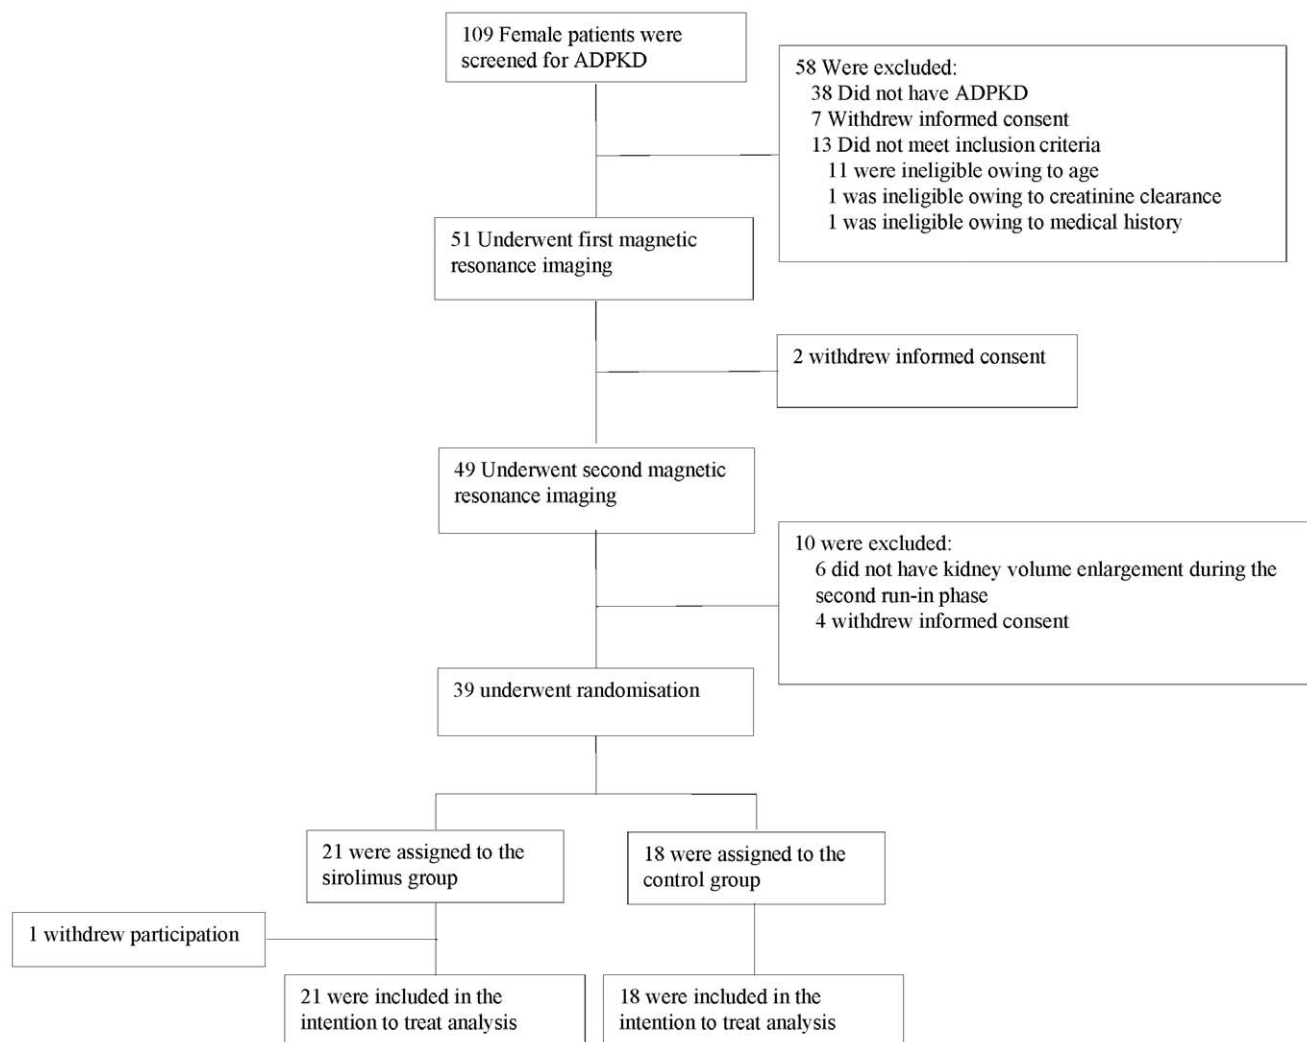 109 Female patients were
screened for ADPKD
58 Were excluded:
38 Did not have ADPKD
7 Withdrew informed consent
13 Did not meet inclusion criteria
11 were ineligible owing to age
1 was ineligible owing to creatinine clearance
1 was ineligible owing to medical history
51 Underwent first magnetic
resonance imaging
2 withdrew informed consent
49 Underwent second magnetic
resonance imaging
10 were excluded:
6 did not have kidney volume enlargement during the
second run-in phase
4 withdrew informed consent
39 underwent randomisation
21 were assigned to the
sirolimus group
18 were assigned to the
control group
1 withdrew participation
21 were included in the
intention to treat analysis
18 were included in the
intention to treat analysis